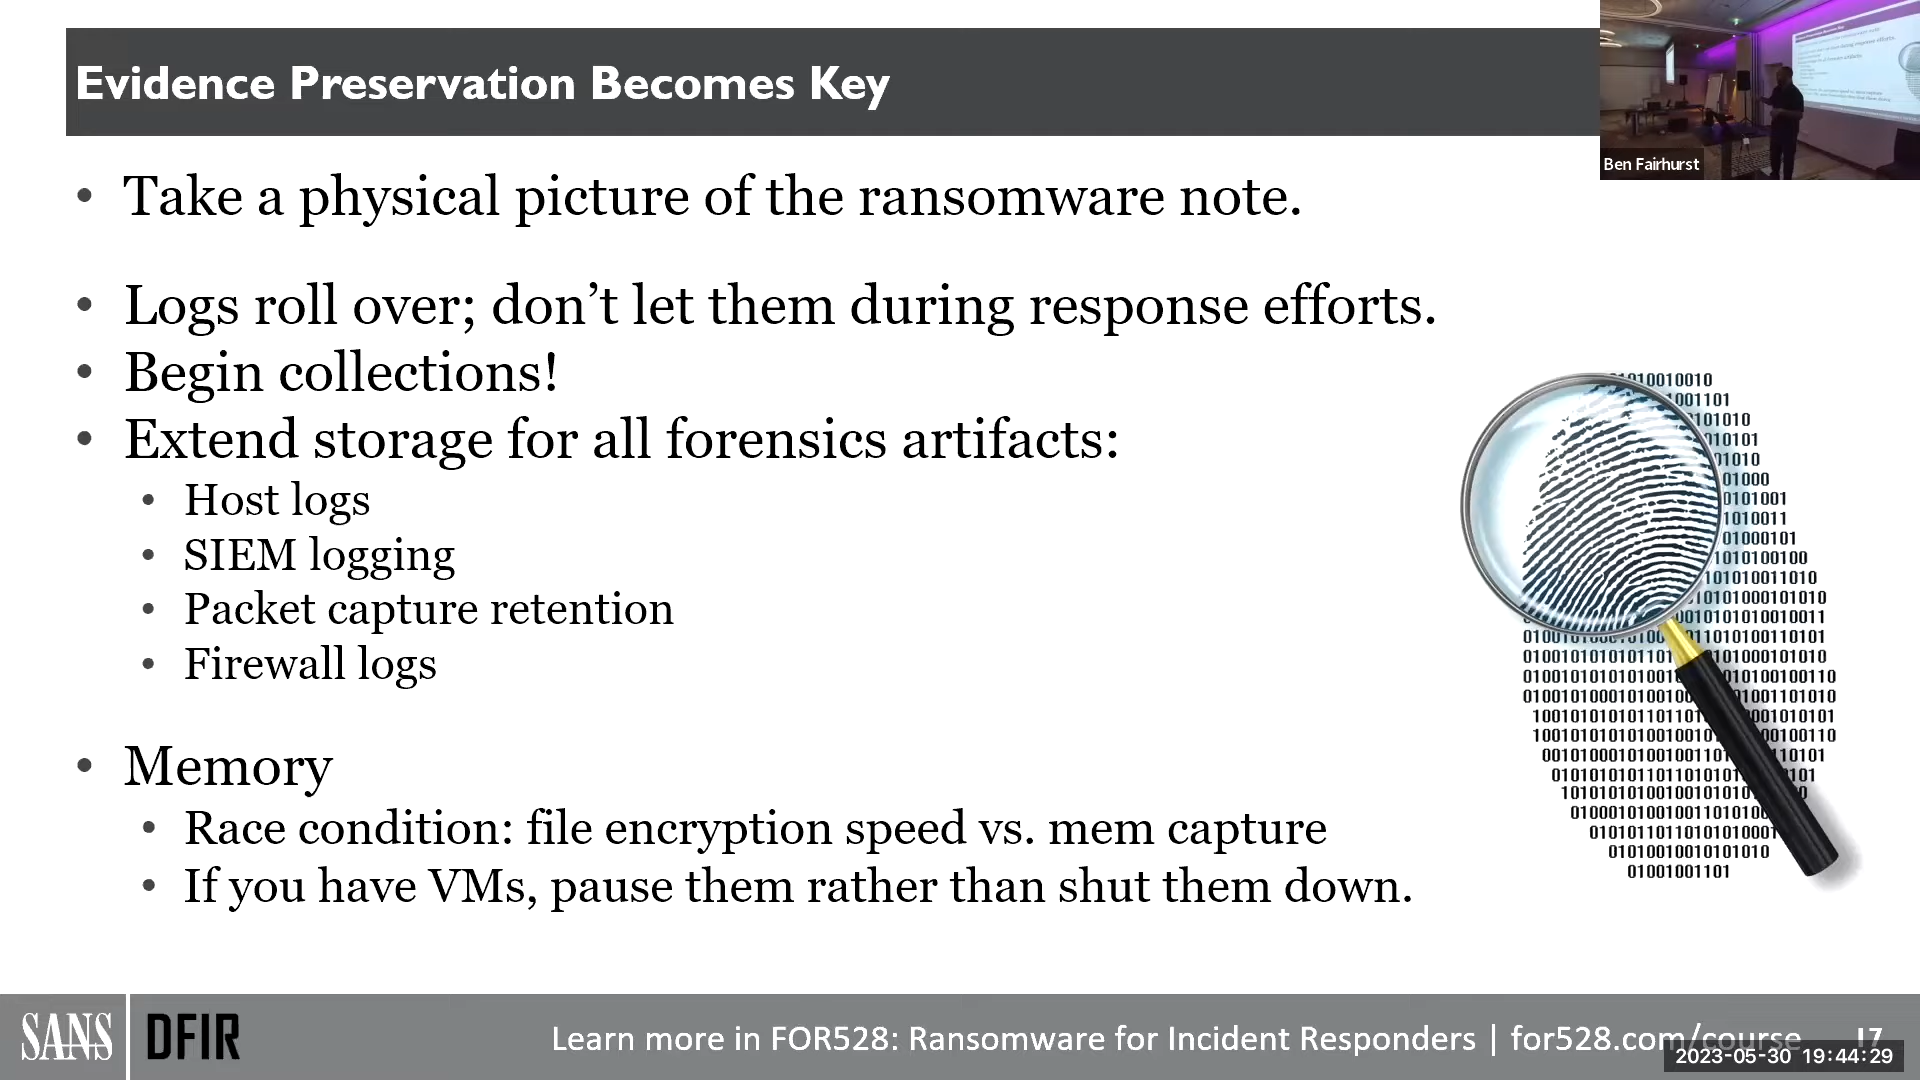 Evidence Preservation Becomes Key
Ben Fairhurst
• Take a physical picture of the ransomware note.
• Logs roll over; don’t let them during response efforts.
• Begin collections!
• Extend storage for all forensics artifacts:
• Host logs
• SIEM logging
• Packet capture retention
• Firewall logs
• Memory
• Race condition: file encryption speed vs. mem capture
• If you have VMs, pause them rather than shut them down.
SANS DFIR
Learn more in FOR528: Ransomware for Incident Responders | for528.com/course 17
2023-05-30 19:44:29